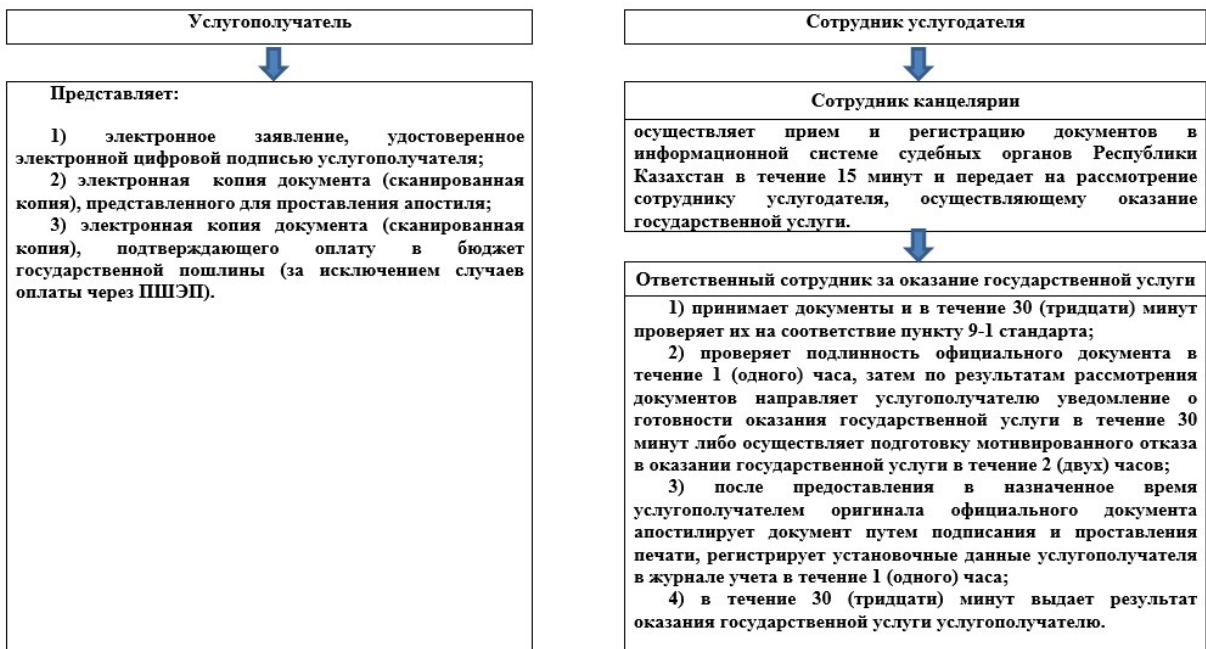 Услугополучатель
Представляет:
1) электронное заявление, удостоверенное
электронной цифровой подписью услугополучателя;
2) электронная копия документа (сканированная
копия), представленного для проставления апостиля;
3) электронная копия документа (сканированная
копия), подтверждающего оплату в бюджет
государственной пошлины (за исключением случаев
оплаты через ПШЭП).
Сотрудник услугодателя
Сотрудник канцелярии
осуществляет прием и регистрацию документов в
информационной системе судебных органов Республики
Казахстан в течение 15 минут и передает на рассмотрение
сотруднику услугодателя, осуществляющему оказание
государственной услуги.
Ответственный сотрудник за оказание государственной услуги
1) принимает документы и в течение 30 (тридцати) минут
проверяет их на соответствие пункту 9-1 стандарта;
2) проверяет подлинность официального документа в
течение 1 (одного) часа, затем по результатам рассмотрения
документов направляет услугополучателю уведомление о
готовности оказания государственной услуги в течение 30
минут либо осуществляет подготовку мотивированного отказа
в оказании государственной услуги в течение 2 (двух) часов;
3) после предоставления в назначенное время
услугополучателем оригинала официального документа
апостилирует документ путем подписания и проставления
печати, регистрирует установочные данные услугополучателя
в журнале учета в течение 1 (одного) часа;
4) в течение 30 (тридцати) минут выдает результат
оказания государственной услуги услугополучателю.